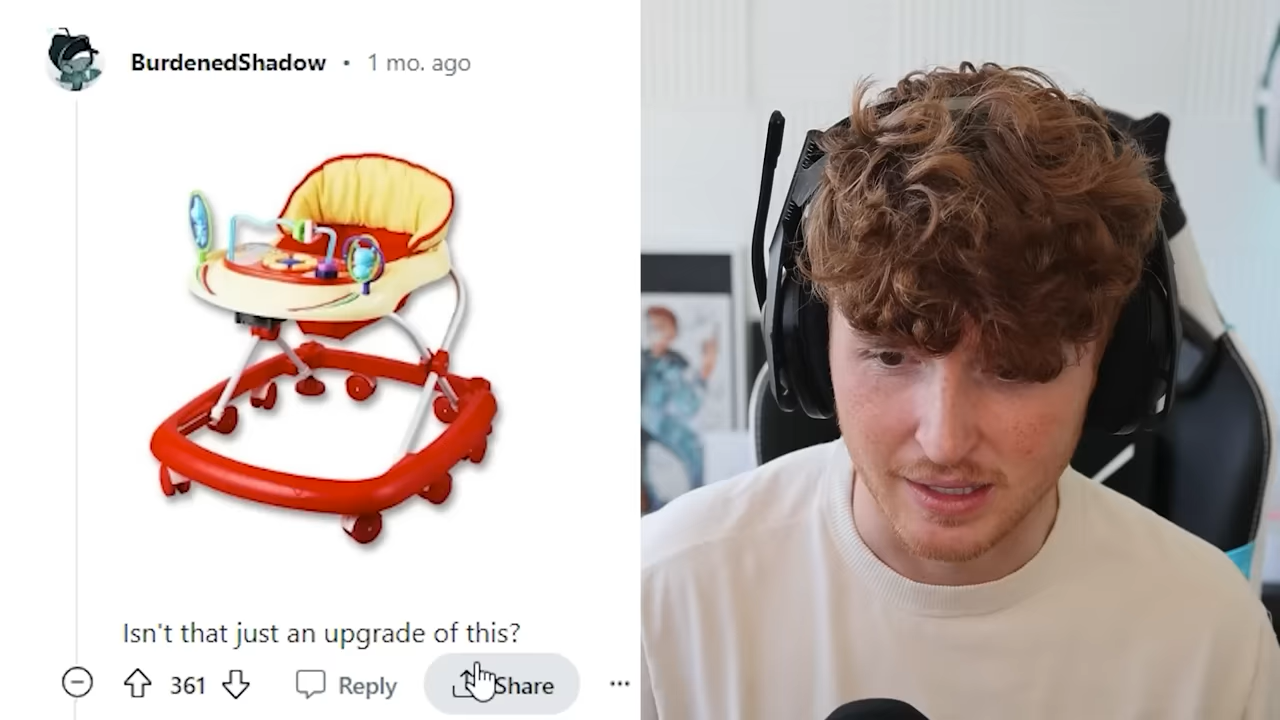 BurdenedShadow • 1 mo. ago
Isn't that just an upgrade of this?
361 Reply Share